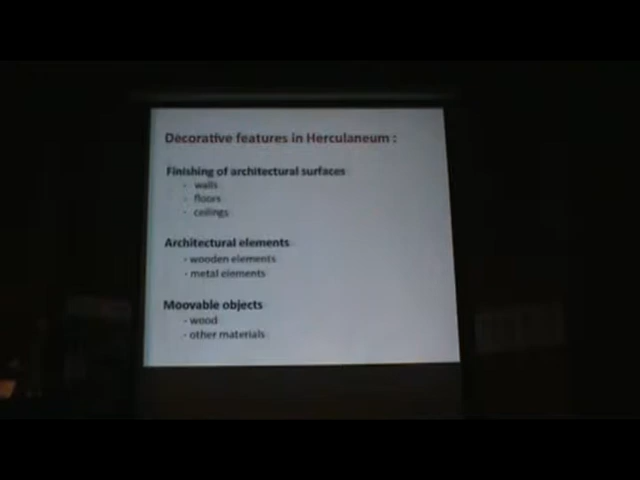 Decorative features in Herculaneum :
Finishing of architectural surfaces
- walls
- floors
- ceilings
Architectural elements
- wooden elements
- metal elements
Moovable objects
- wood
- other materials